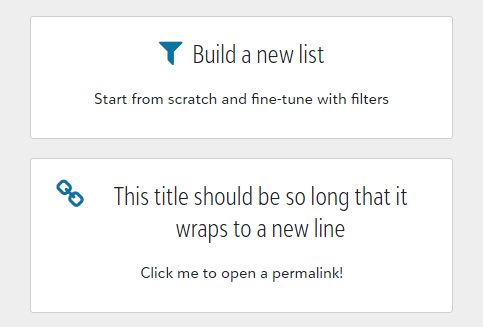 Build a new list
Start from scratch and fine-tune with filters
This title should be so long that it
wraps to a new line
Click me to open a permalink!